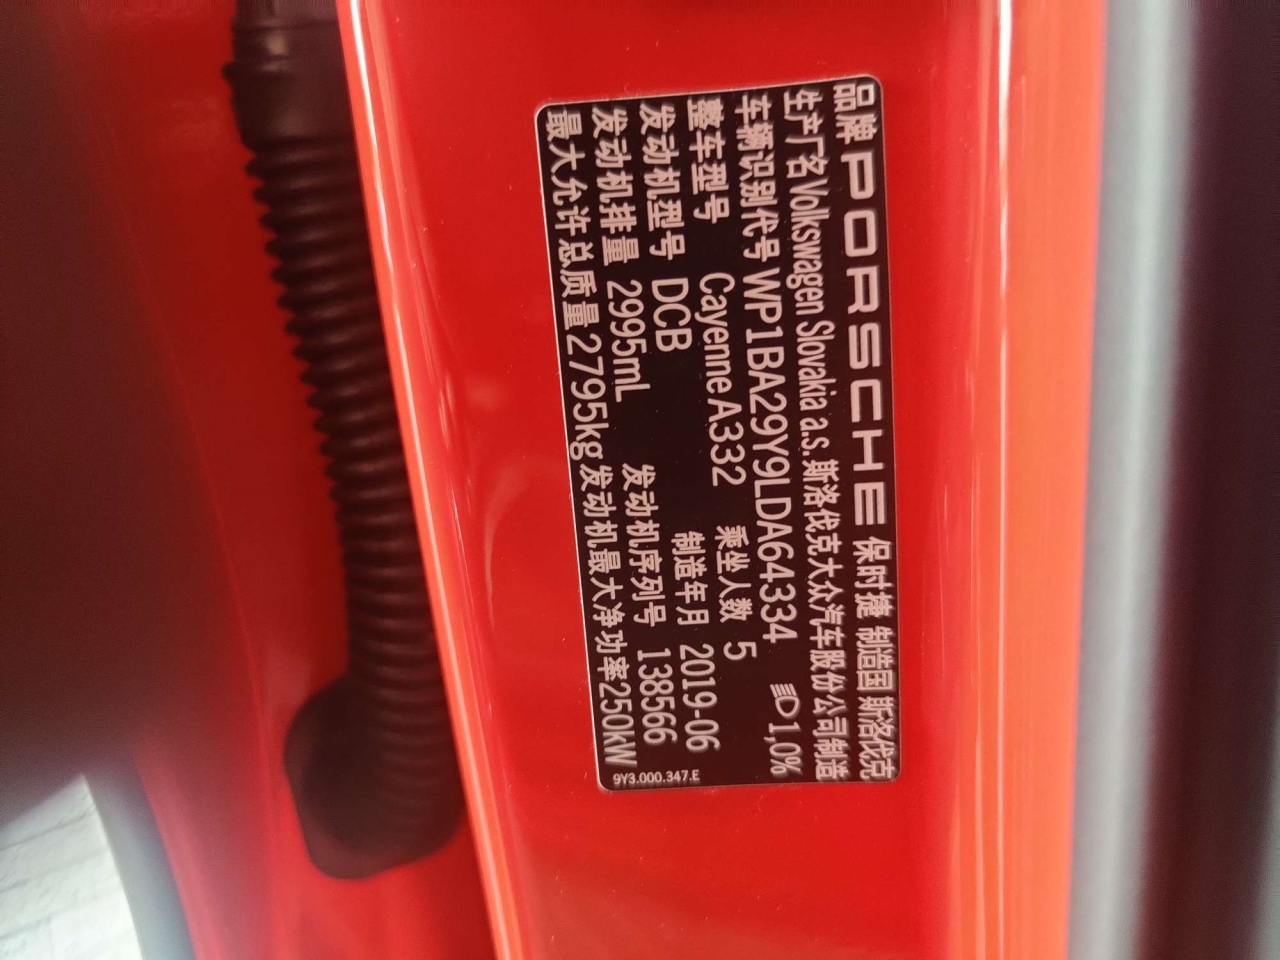 品牌 PORSCHE 保时捷 制造国 斯洛伐克
生产厂名 Volkswagen Slovakia a.s. 斯洛伐克大众汽车股份公司制造
车辆识别代号 WP1BA29Y9LDA64334 1,0%
整车型号 Cayenne A332 乘坐人数 5
发动机型号 DCB 制造年月 2019-06
发动机排量 2995mL 发动机序列号 138566
最大允许总质量 2795kg 发动机最大净功率 250kW
9Y3.000.347.E